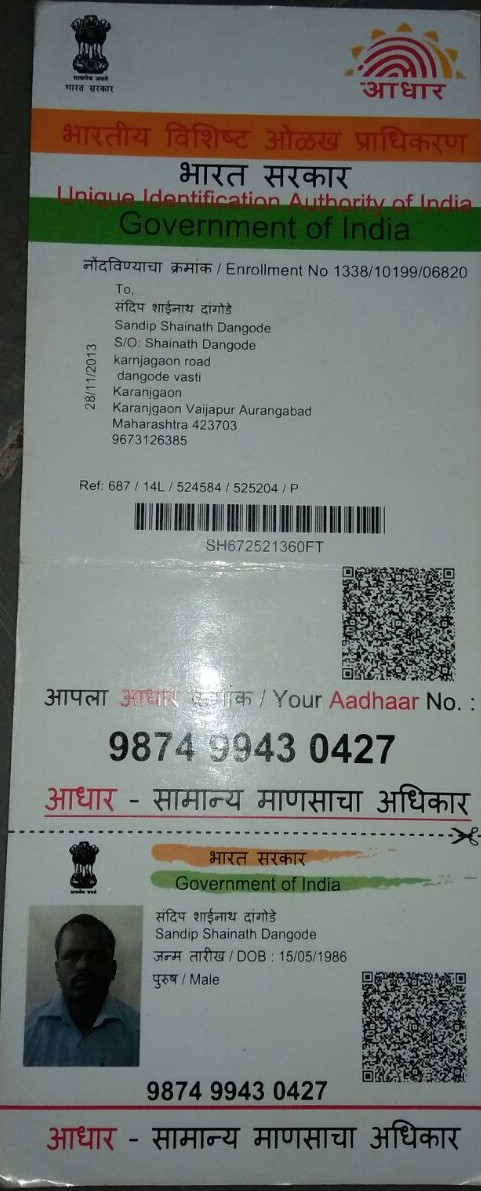 सत्यमेव जयते
भारत सरकार
आधार
भारतीय विशिष्ट ओळख प्राधिकरण
भारत सरकार
Unique Identification Authority of India
Government of India
नोंदविण्याचा क्रमांक / Enrollment No 1338/10199/06820
To,
संदिप शाईनाथ दांगोडे
Sandip Shainath Dangode
S/O: Shainath Dangode
karnjagaon road
dangode vasti
Karanjgaon
Karanjgaon Vaijapur Aurangabad
Maharashtra 423703
9673126385
28/11/2013
Ref: 687 / 14L / 524584 / 525204 / P
SH672521360FT
आपला आधार क्रमांक / Your Aadhaar No. :
9874 9943 0427
आधार - सामान्य माणसाचा अधिकार
भारत सरकार
Government of India
संदिप शाईनाथ दांगोडे
Sandip Shainath Dangode
जन्म तारीख / DOB : 15/05/1986
पुरुष / Male
9874 9943 0427
आधार - सामान्य माणसाचा अधिकार